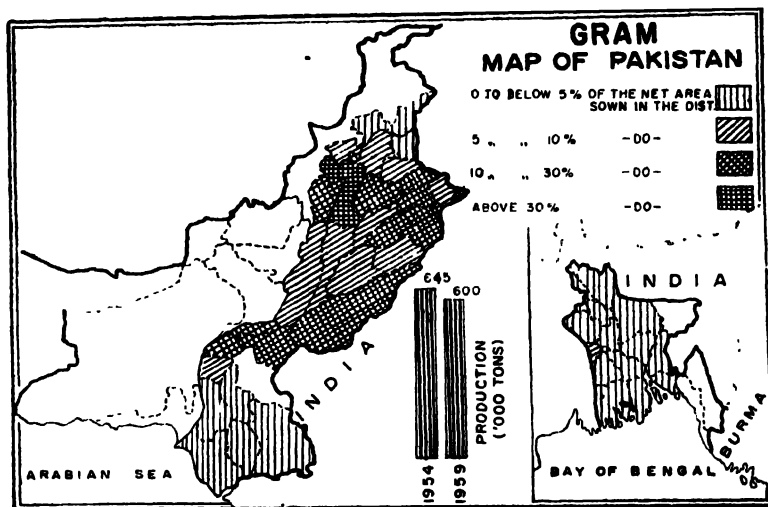 GRAM
MAP OF PAKISTAN
0 TO BELOW 5% OF THE NET AREA
SOWN IN THE DIST.
5 „ „ 10% -DO-
10 „ „ 30% -DO-
ABOVE 30% -DO-
645
600
PRODUCTION
('000 TONS)
1954
1959
INDIA
ARABIAN SEA
INDIA
BURMA
BAY OF BENGAL